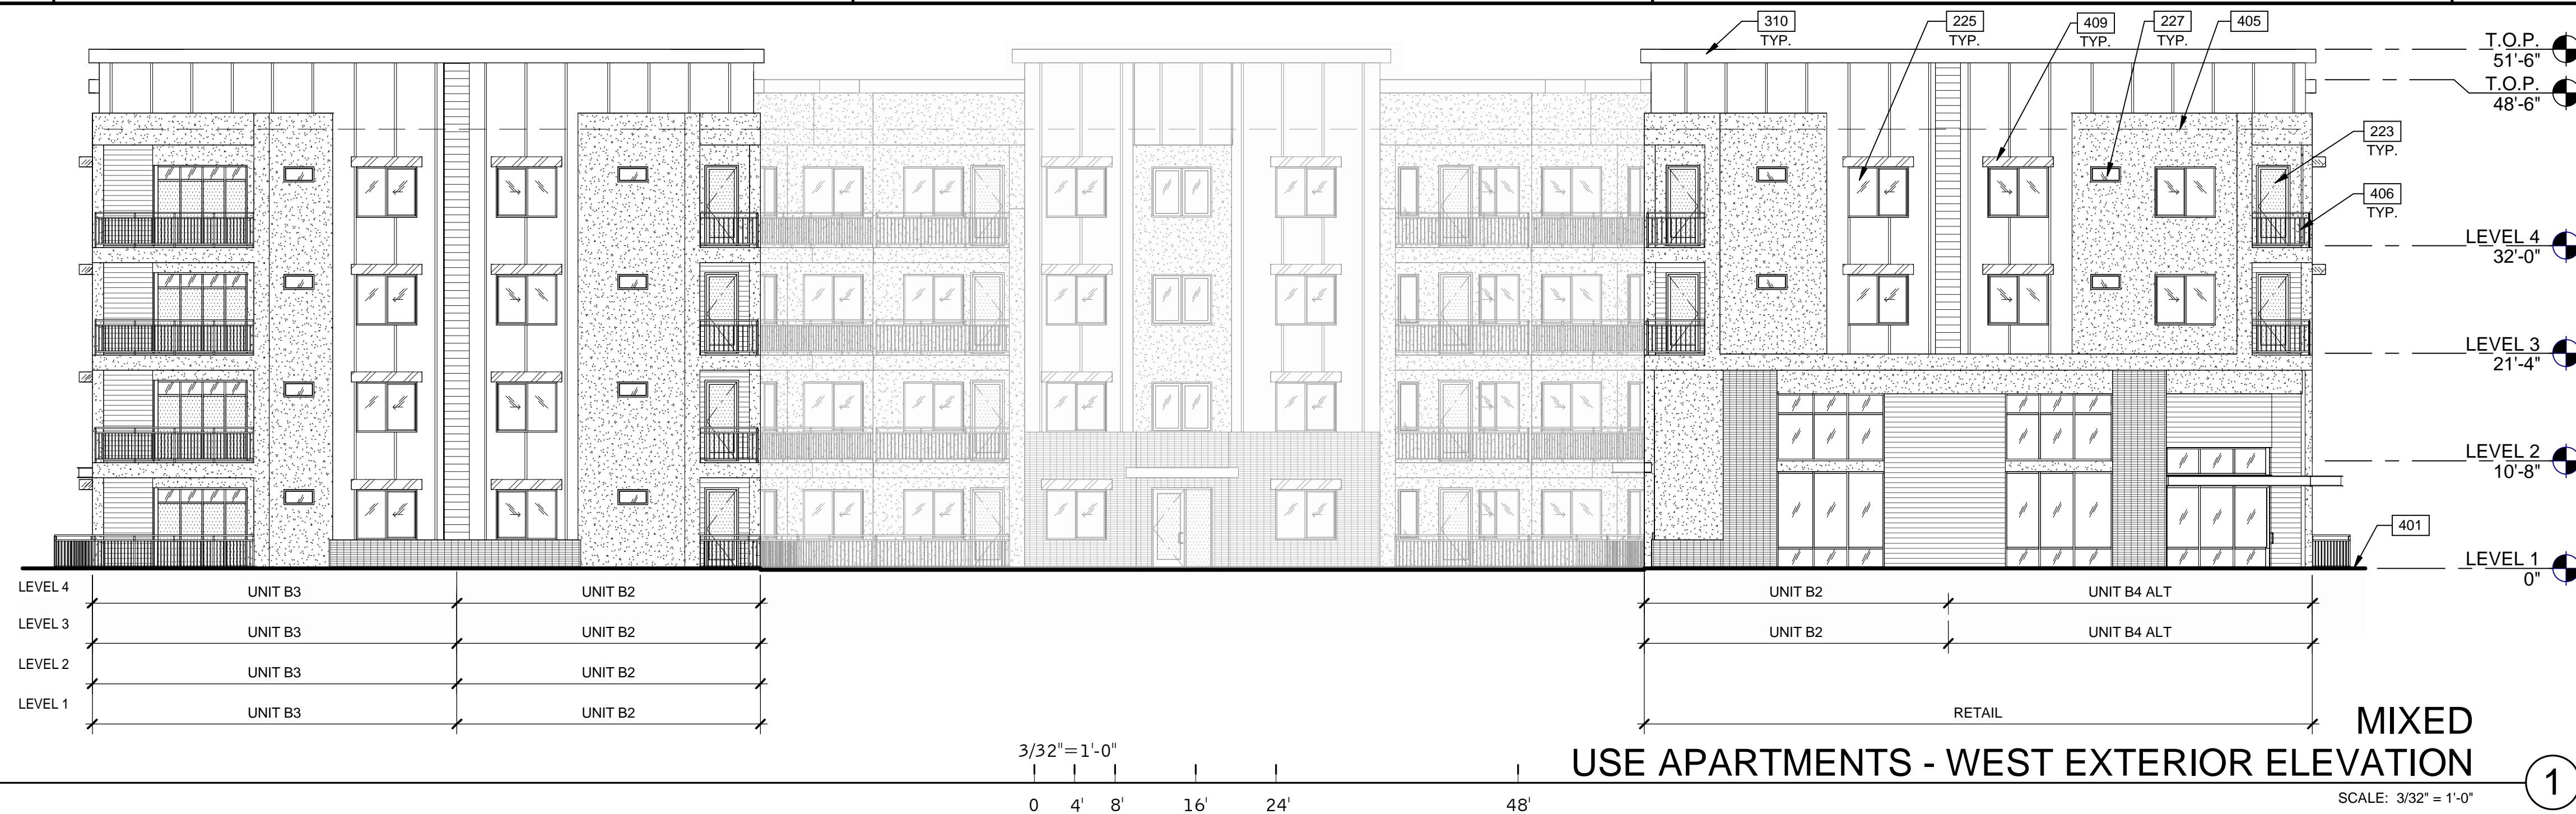 310
TYP.
225
TYP.
409
TYP.
227
TYP.
405
T.O.P.
51'-6"
T.O.P.
48'-6"
223
TYP.
406
TYP.
LEVEL 4
32'-0"
LEVEL 3
21'-4"
LEVEL 2
10'-8"
401
LEVEL 1
0"
LEVEL 4 UNIT B3 UNIT B2 UNIT B2 UNIT B4 ALT
LEVEL 3 UNIT B3 UNIT B2 UNIT B2 UNIT B4 ALT
LEVEL 2 UNIT B3 UNIT B2
LEVEL 1 UNIT B3 UNIT B2 RETAIL
3/32"=1'-0"
0 4' 8' 16' 24' 48'
MIXED
USE APARTMENTS - WEST EXTERIOR ELEVATION
1
SCALE: 3/32" = 1'-0"